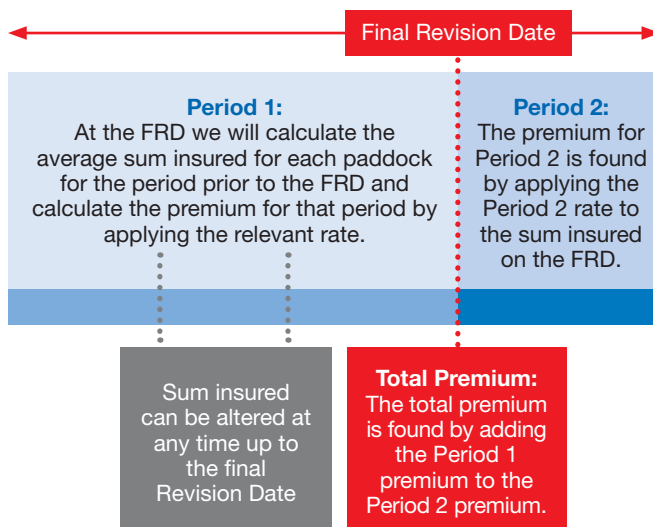 Final Revision Date
Period 1:
At the FRD we will calculate the
average sum insured for each paddock
for the period prior to the FRD and
calculate the premium for that period by
applying the relevant rate.
Period 2:
The premium for
Period 2 is found
by applying the
Period 2 rate to
the sum insured
on the FRD.
Sum insured
can be altered at
any time up to
the final
Revision Date
Total Premium:
The total premium
is found by adding
the Period 1
premium to the
Period 2 premium.